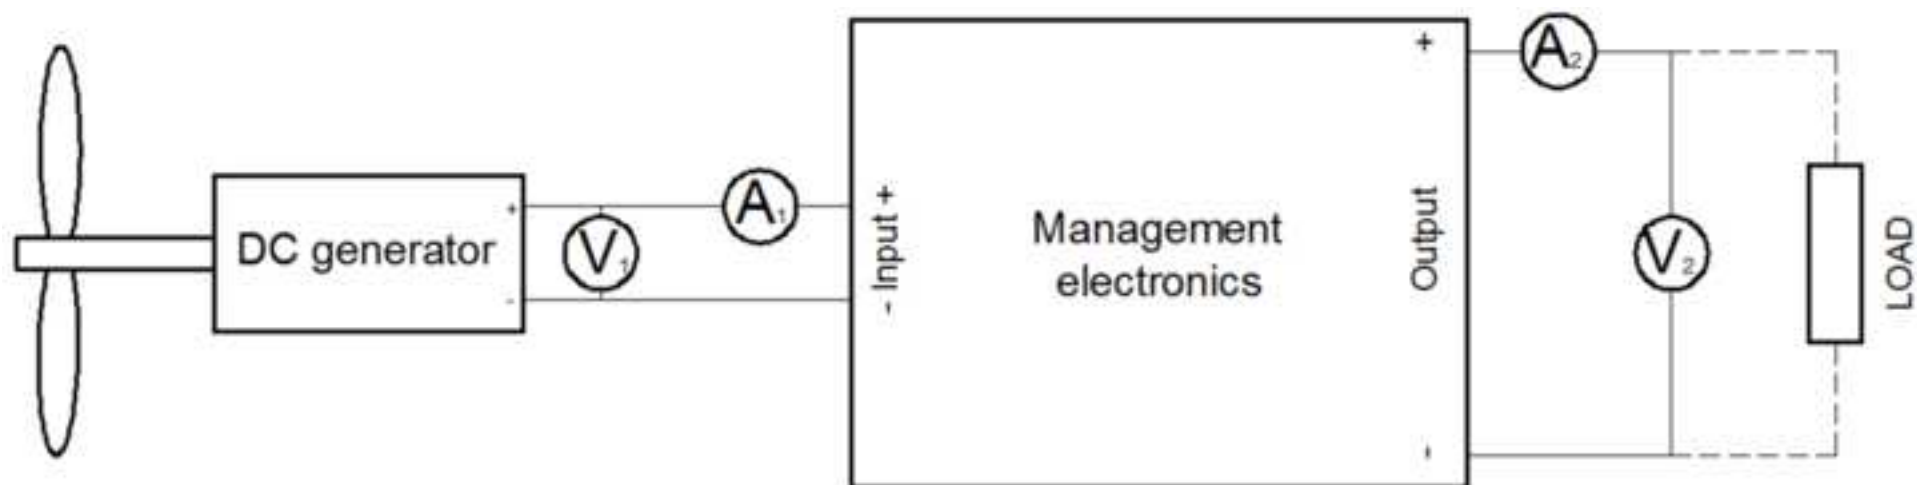 DC generator
+
-
V1
A1
- Input +
Management
electronics
Output
+
-
A2
V2
LOAD